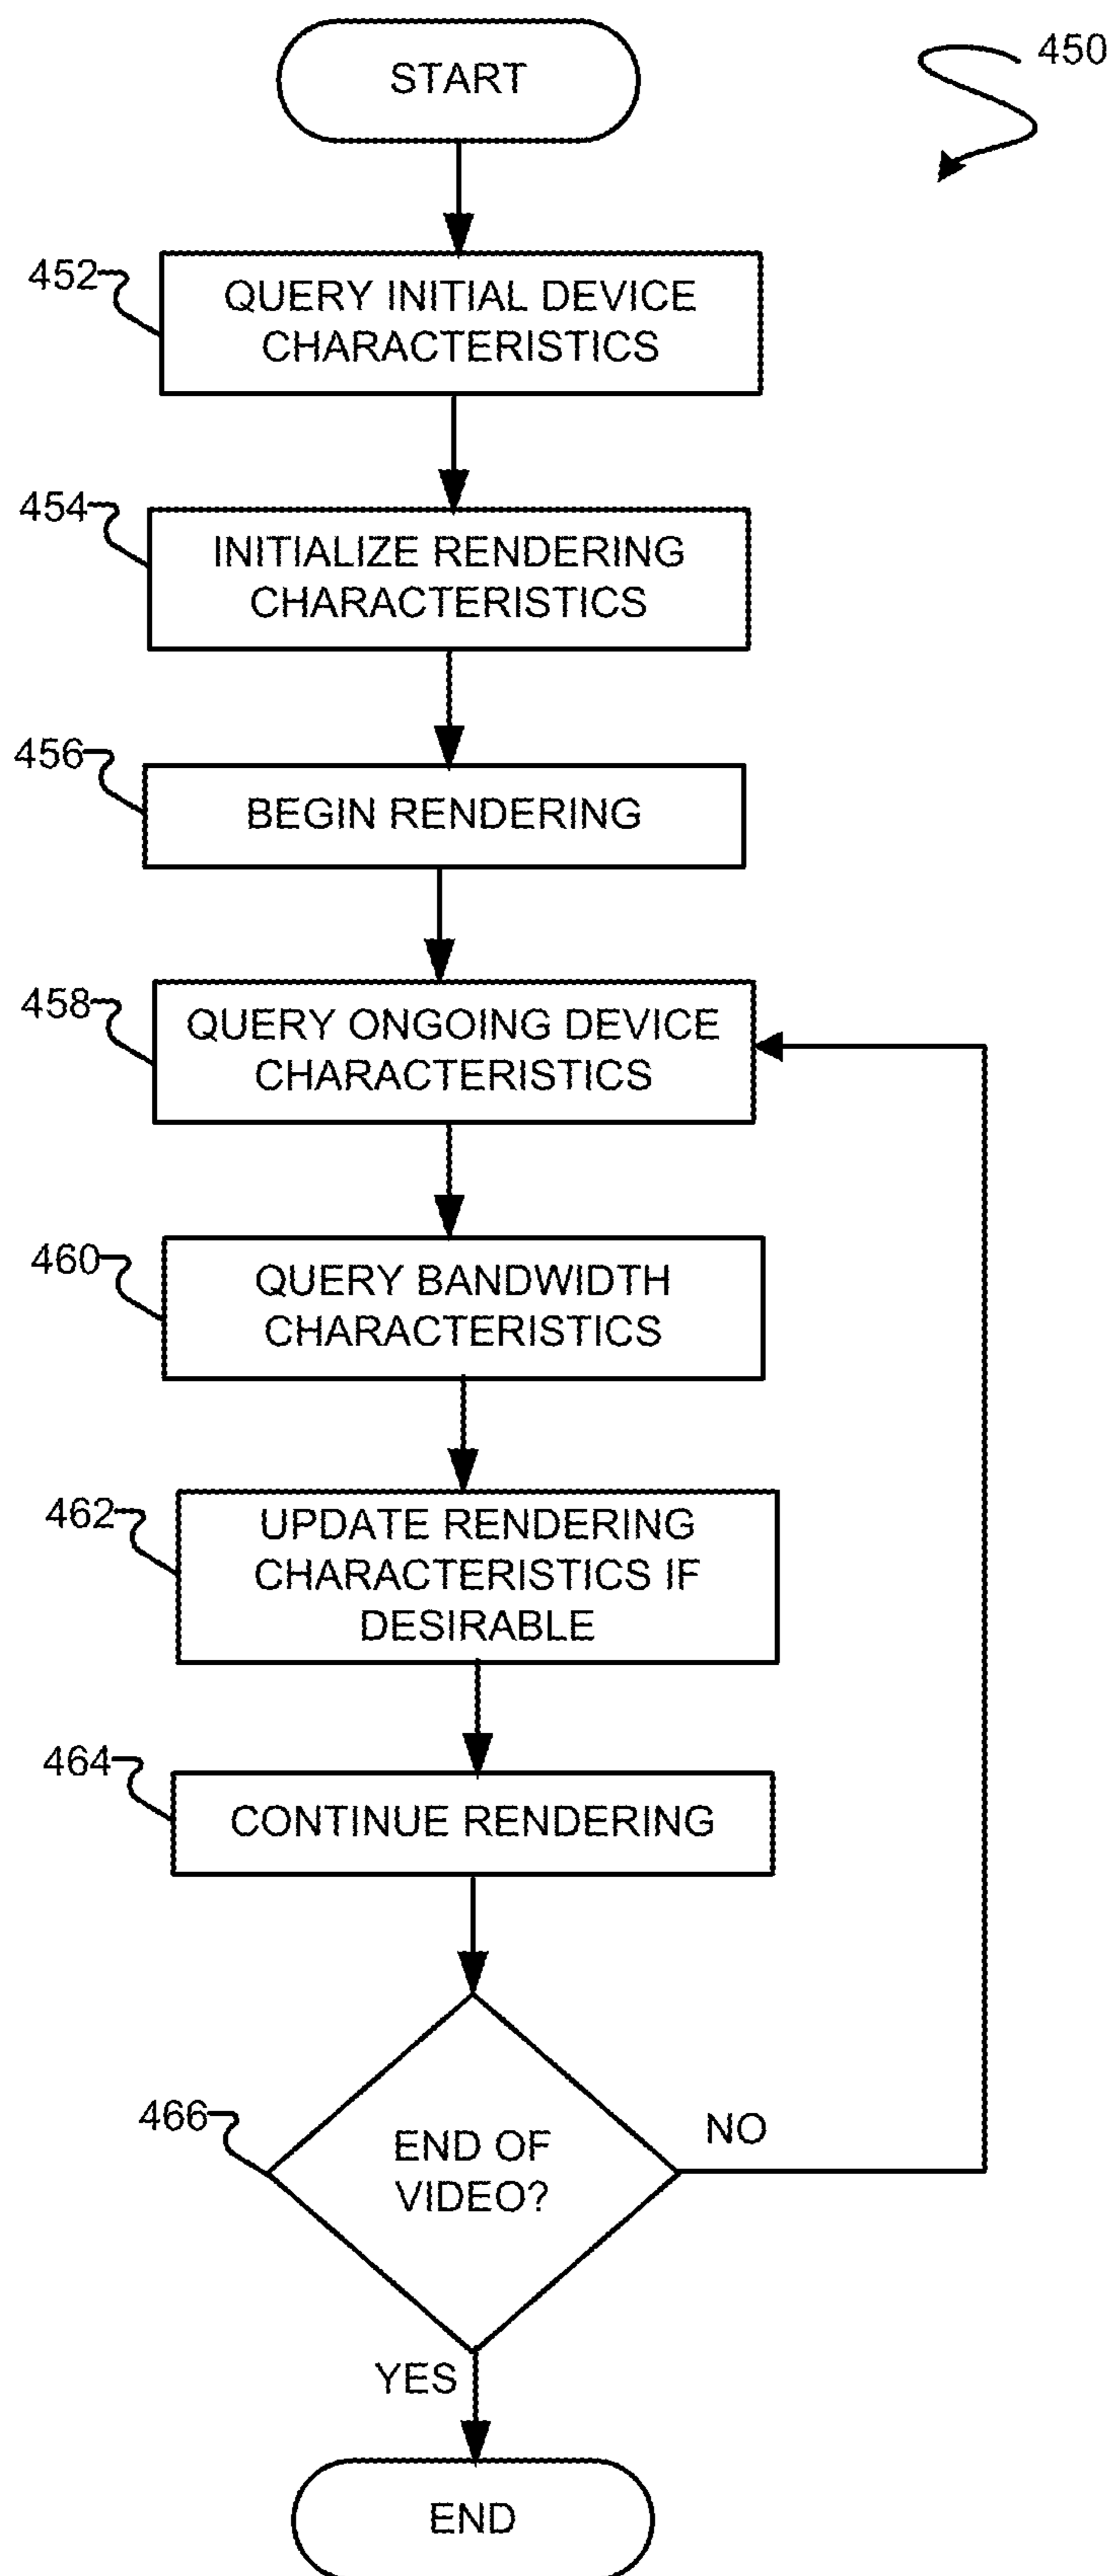 START
450
452
QUERY INITIAL DEVICE
CHARACTERISTICS
454
INITIALIZE RENDERING
CHARACTERISTICS
456
BEGIN RENDERING
458
QUERY ONGOING DEVICE
CHARACTERISTICS
460
QUERY BANDWIDTH
CHARACTERISTICS
462
UPDATE RENDERING
CHARACTERISTICS IF
DESIRABLE
464
CONTINUE RENDERING
466
END OF
VIDEO?
NO
YES
END